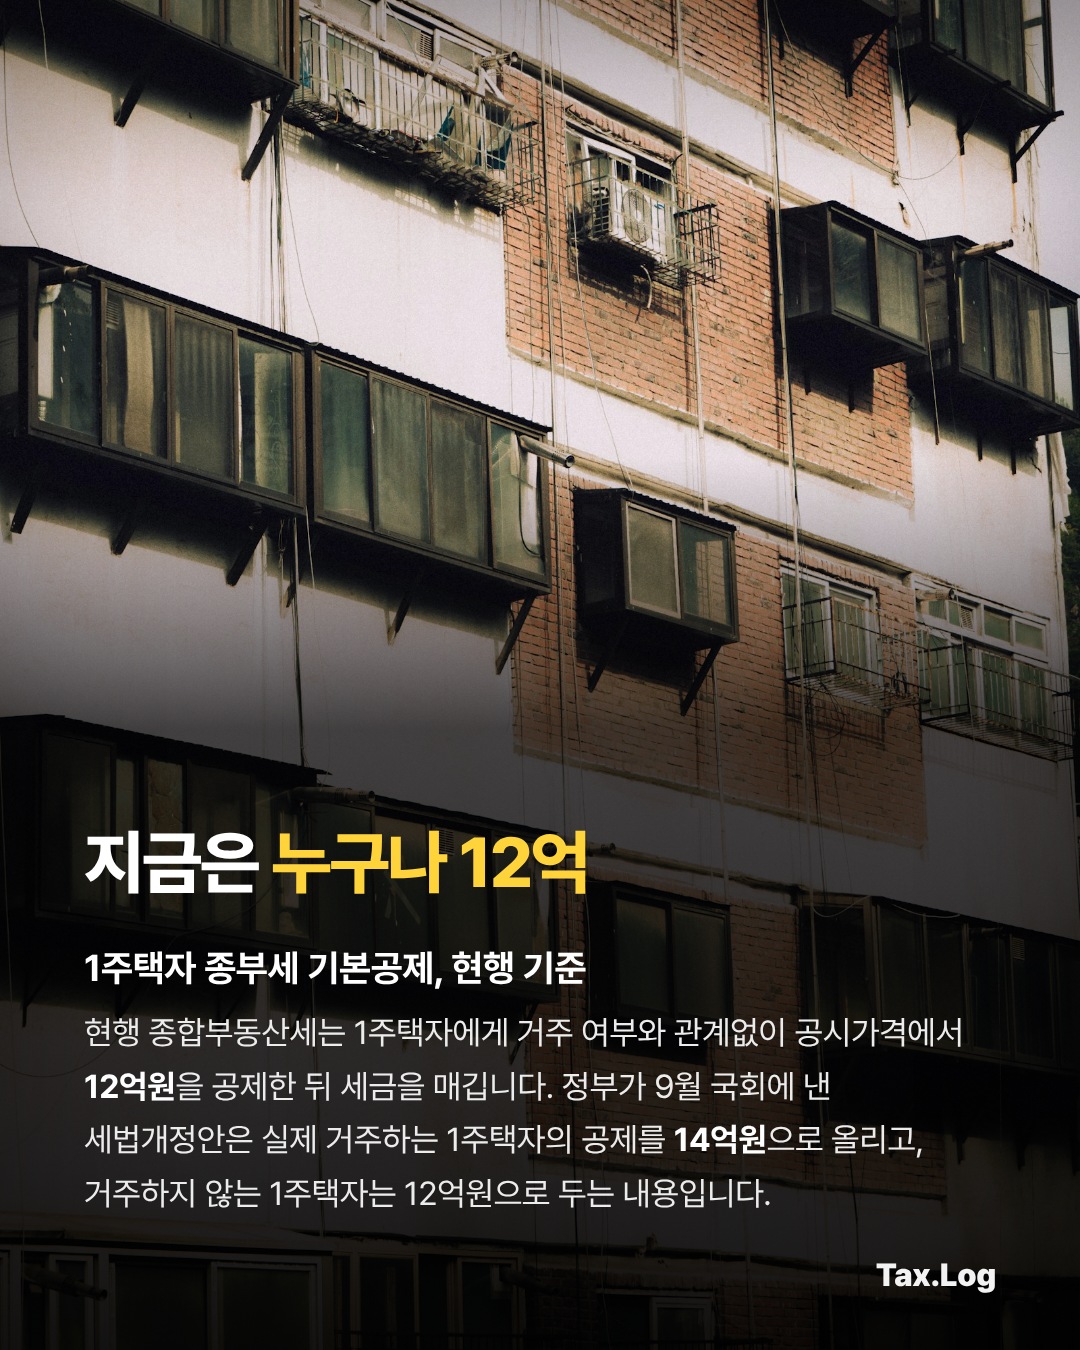 지금은 누구나 12억
1주택자 종부세 기본공제, 현행 기준
현행 종합부동산세는 1주택자에게 거주 여부와 관계없이 공시가격에서
12억원을 공제한 뒤 세금을 매깁니다. 정부가 9월 국회에 낸
세법개정안은 실제 거주하는 1주택자의 공제를 14억원으로 올리고,
거주하지 않는 1주택자는 12억원으로 두는 내용입니다.
Tax.Log